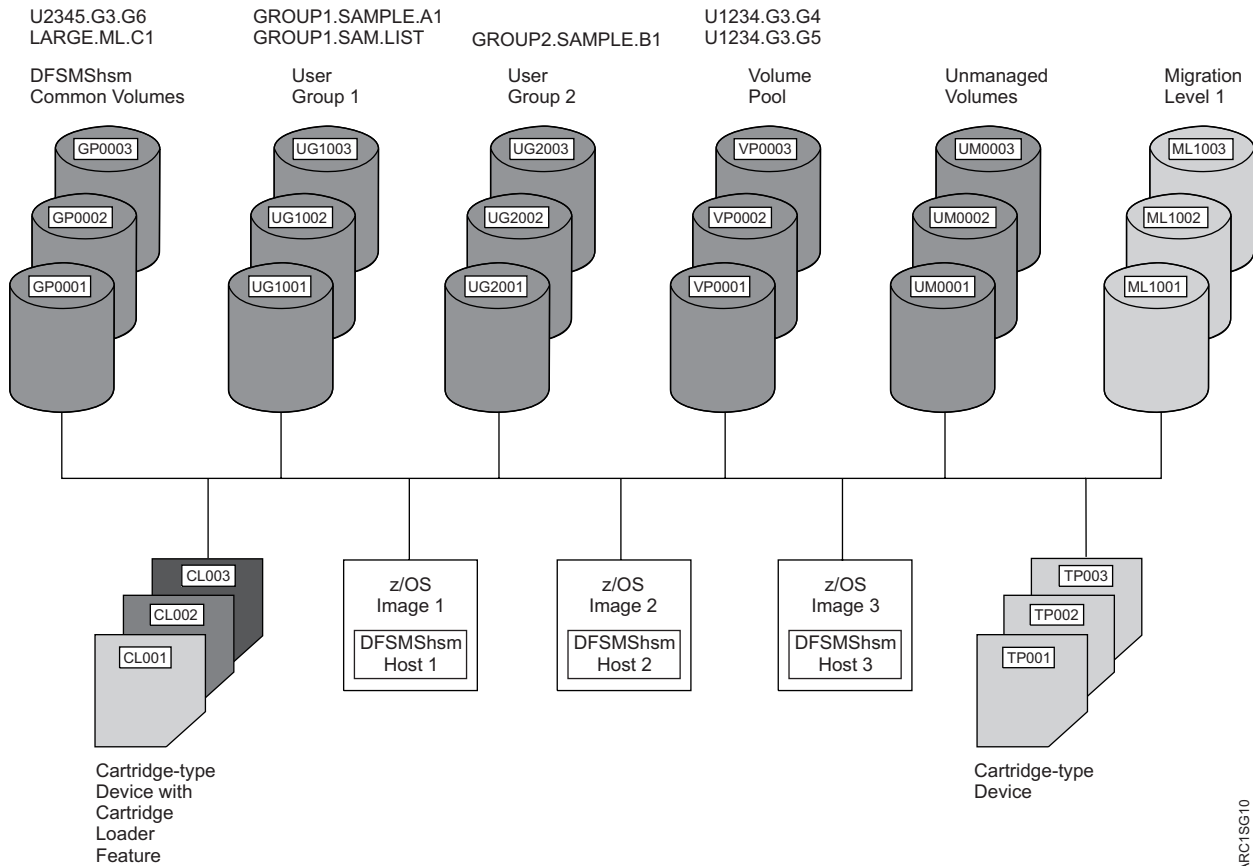 U2345.G3.G6
LARGE.ML.C1
GROUP1.SAMPLE.A1
GROUP1.SAM.LIST
GROUP2.SAMPLE.B1
U1234.G3.G4
U1234.G3.G5
DFSMShsm
Common Volumes
User
Group 1
User
Group 2
Volume
Pool
Unmanaged
Volumes
Migration
Level 1
GP0003
UG1003
UG2003
VP0003
UM0003
ML1003
GP0002
UG1002
UG2002
VP0002
UM0002
ML1002
GP0001
UG1001
UG2001
VP0001
UM0001
ML1001
CL003
CL002
CL001
z/OS
Image 1
DFSMShsm
Host 1
z/OS
Image 2
DFSMShsm
Host 2
z/OS
Image 3
DFSMShsm
Host 3
TP003
TP002
TP001
Cartridge-type
Device with
Cartridge
Loader
Feature
Cartridge-type
Device
ARC1SG10